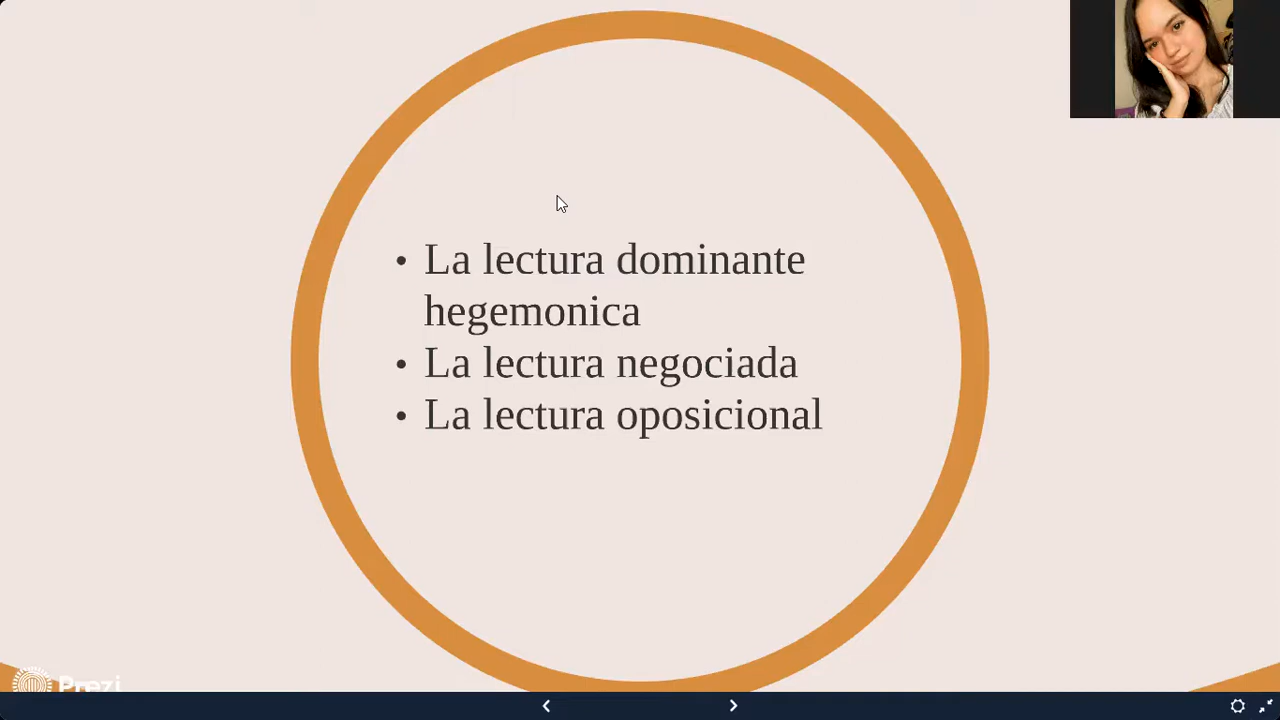 • La lectura dominante
hegemonica
• La lectura negociada
• La lectura oposicional
Prezi